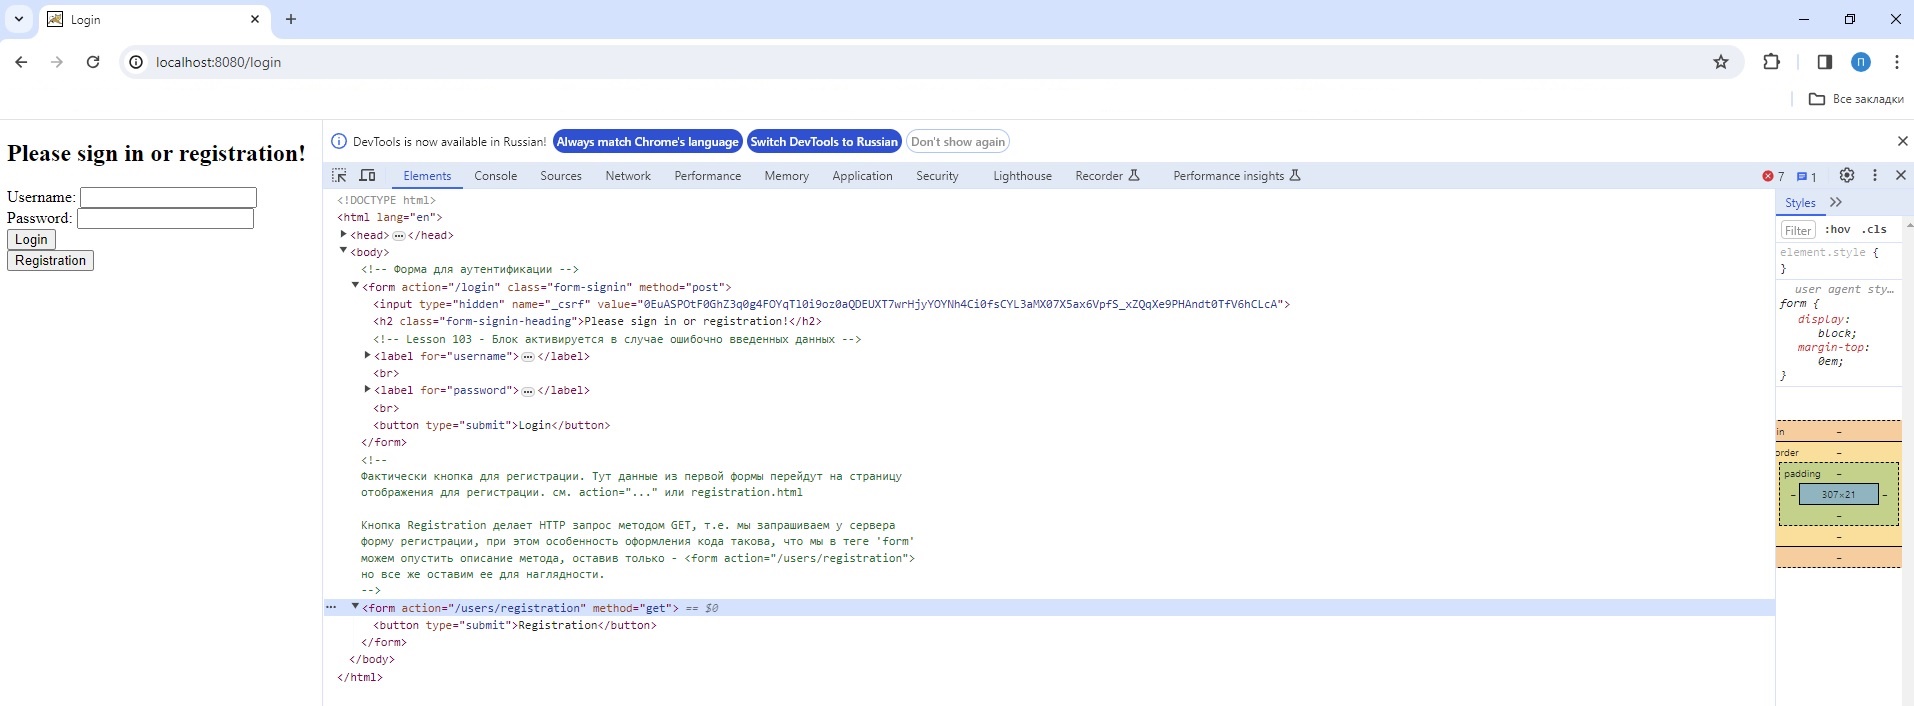 Login
localhost:8080/login
П
Все закладки
Please sign in or registration!
Username:
Password:
Login
Registration
DevTools is now available in Russian!
Always match Chrome's language
Switch DevTools to Russian
Don't show again
Elements Console Sources Network Performance Memory Application Security Lighthouse Recorder Performance insights 7 1
<!DOCTYPE html>
<html lang="en">
<head> ... </head>
<body>
<!-- Форма для аутентификации -->
<form action="/login" class="form-signin" method="post">
<input type="hidden" name="_csrf" value="0EuASPOtF0GhZ3q0g4FOYqTl0i9oz0aQDEUXT7wrHjyYOYNh4Ci0fsCYL3aMX07X5ax6VpfS_xZQqXe9PHAndt0TfV6hCLcA">
<h2 class="form-signin-heading">Please sign in or registration!</h2>
<!-- Lesson 103 - Блок активируется в случае ошибочно введенных данных -->
<label for="username"> ... </label>
<br>
<label for="password"> ... </label>
<br>
<button type="submit">Login</button>
</form>
<!--
Фактически кнопка для регистрации. Тут данные из первой формы перейдут на страницу
отображения для регистрации. см. action="..." или registration.html
Кнопка Registration делает HTTP запрос методом GET, т.е. мы запрашиваем у сервера
форму регистрации, при этом особенность оформления кода такова, что мы в теге 'form'
можем опустить описание метода, оставив только - <form action="/users/registration">
но все же оставим ее для наглядности.
-->
... <form action="/users/registration" method="get"> == $0
<button type="submit">Registration</button>
</form>
</body>
</html>
Styles
Filter :hov .cls
element.style {
}
user agent sty…
form {
display:
block;
margin-top:
0em;
}
in –
order –
padding –
– 307×21 –
–
–
–